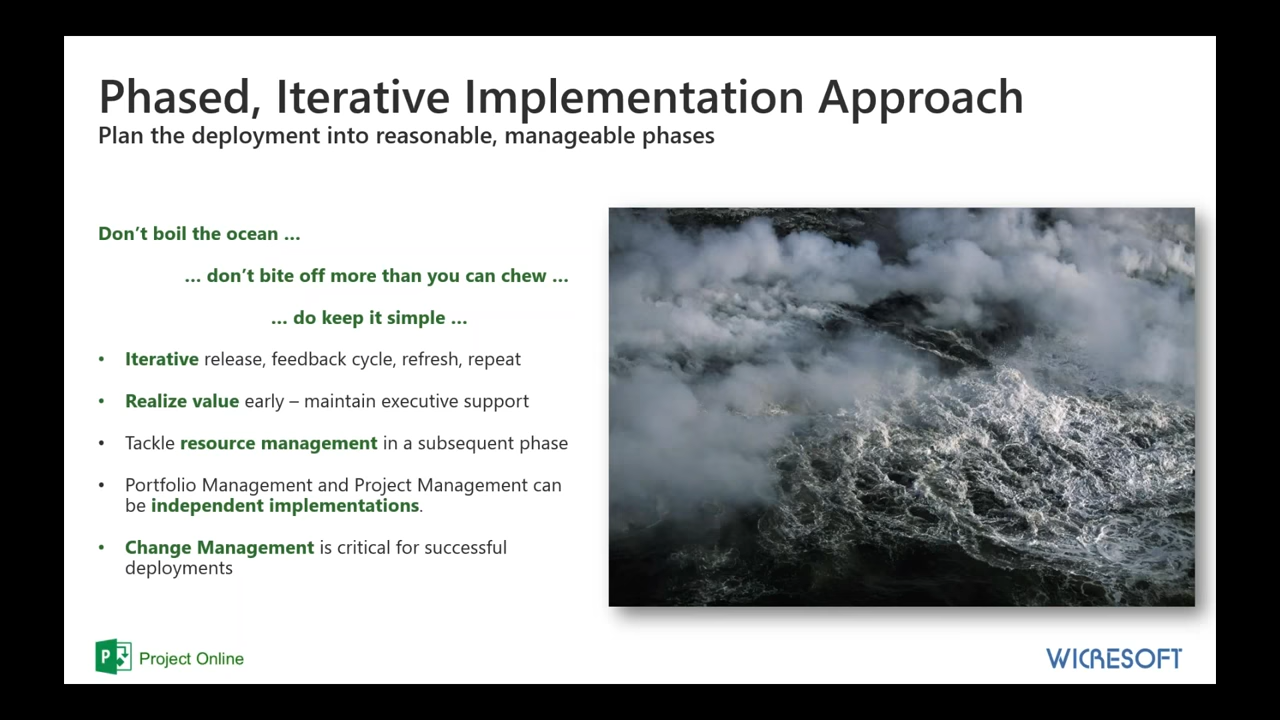 Phased, Iterative Implementation Approach
Plan the deployment into reasonable, manageable phases
Don’t boil the ocean …
… don’t bite off more than you can chew …
… do keep it simple …
• Iterative release, feedback cycle, refresh, repeat
• Realize value early – maintain executive support
• Tackle resource management in a subsequent phase
• Portfolio Management and Project Management can
be independent implementations.
• Change Management is critical for successful
deployments
P Project Online
WICRESOFT